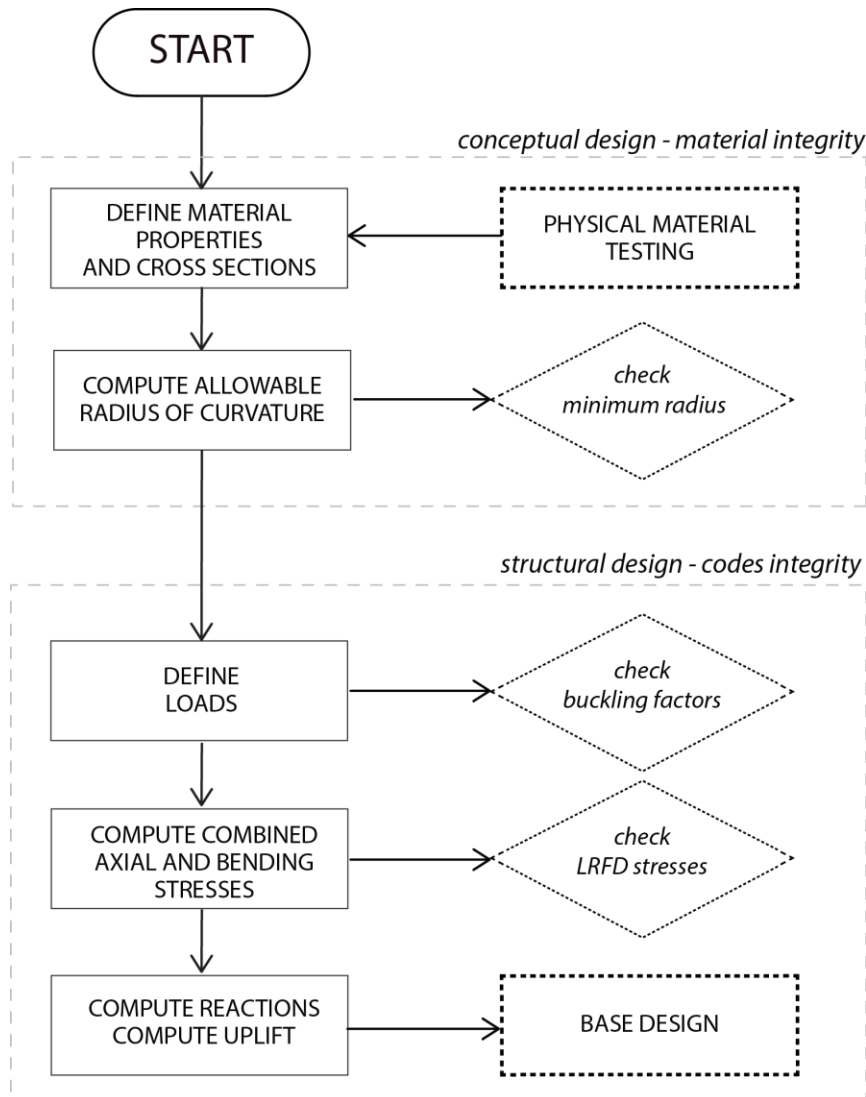 START
conceptual design - material integrity
DEFINE MATERIAL
PROPERTIES
AND CROSS SECTIONS
PHYSICAL MATERIAL
TESTING
COMPUTE ALLOWABLE
RADIUS OF CURVATURE
check
minimum radius
structural design - codes integrity
DEFINE
LOADS
check
buckling factors
COMPUTE COMBINED
AXIAL AND BENDING
STRESSES
check
LRFD stresses
COMPUTE REACTIONS
COMPUTE UPLIFT
BASE DESIGN